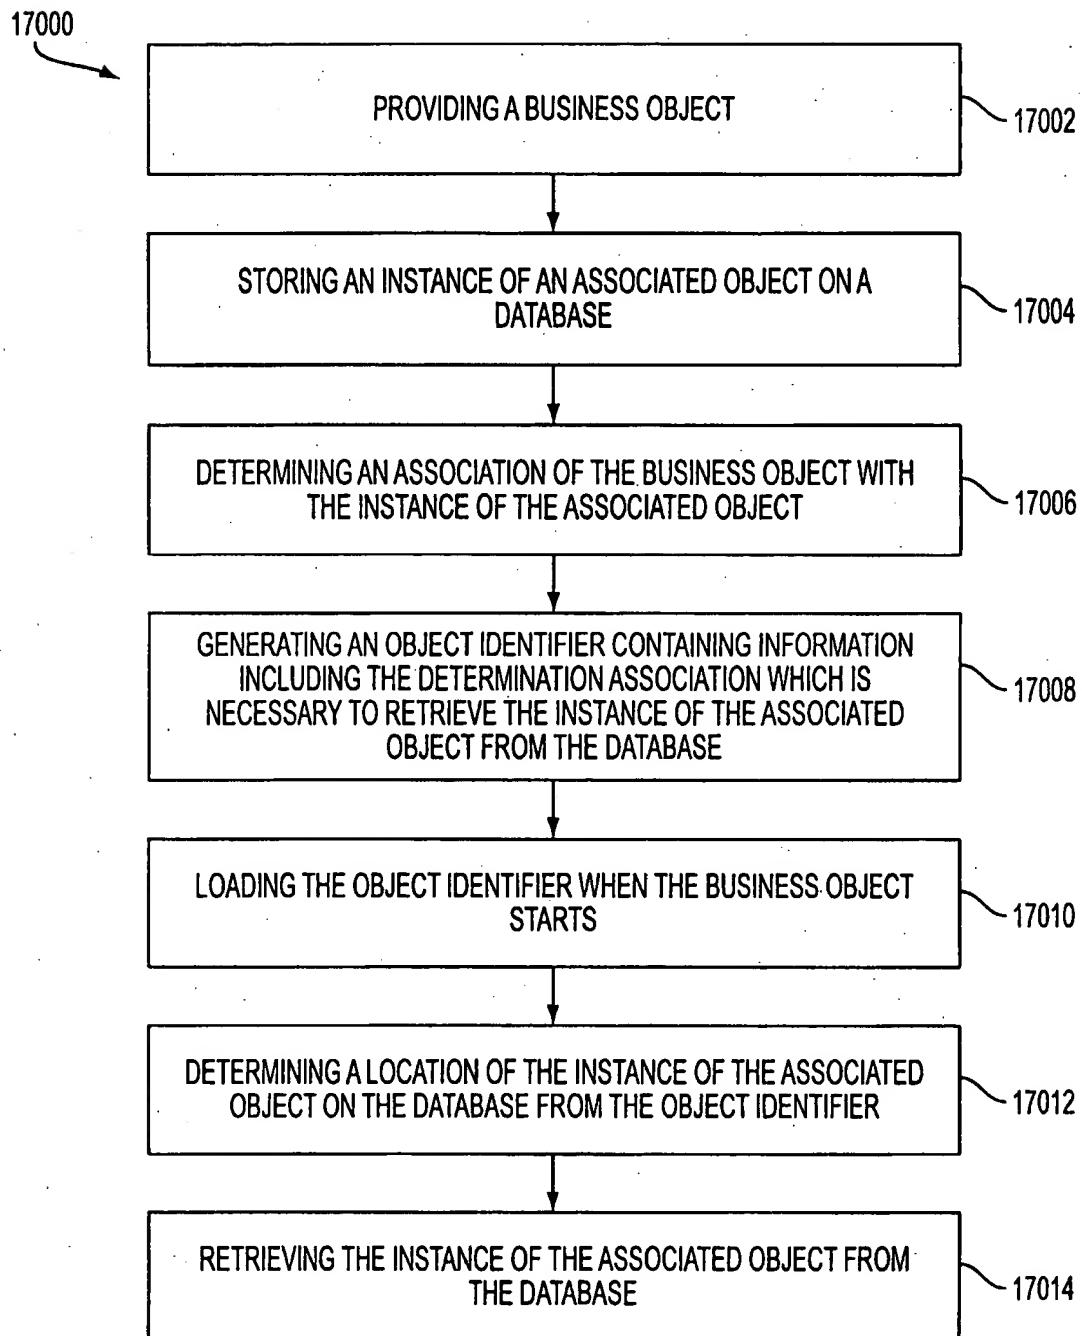 17000
PROVIDING A BUSINESS OBJECT
17002
STORING AN INSTANCE OF AN ASSOCIATED OBJECT ON A
DATABASE
17004
DETERMINING AN ASSOCIATION OF THE BUSINESS OBJECT WITH
THE INSTANCE OF THE ASSOCIATED OBJECT
17006
GENERATING AN OBJECT IDENTIFIER CONTAINING INFORMATION
INCLUDING THE DETERMINATION ASSOCIATION WHICH IS
NECESSARY TO RETRIEVE THE INSTANCE OF THE ASSOCIATED
OBJECT FROM THE DATABASE
17008
LOADING THE OBJECT IDENTIFIER WHEN THE BUSINESS OBJECT
STARTS
17010
DETERMINING A LOCATION OF THE INSTANCE OF THE ASSOCIATED
OBJECT ON THE DATABASE FROM THE OBJECT IDENTIFIER
17012
RETRIEVING THE INSTANCE OF THE ASSOCIATED OBJECT FROM
THE DATABASE
17014